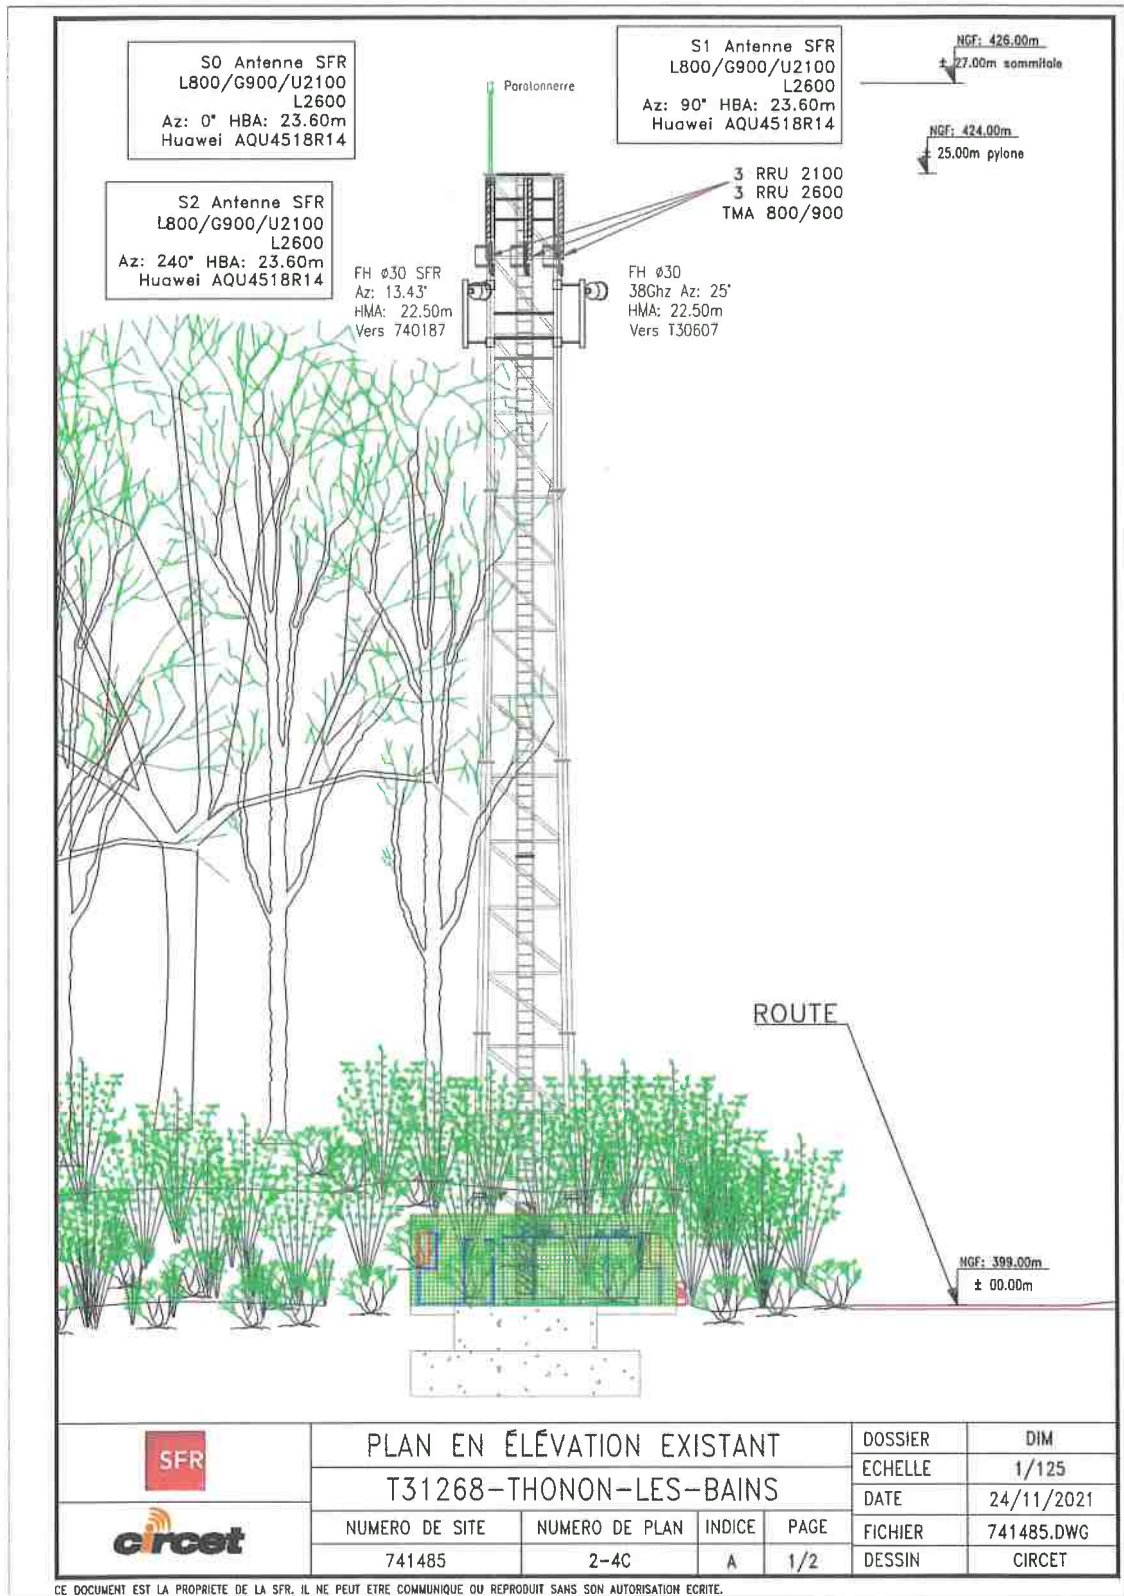 S0 Antenne SFR
L800/G900/U2100
L2600
Az: 0° HBA: 23.60m
Huawei AQU4518R14
S1 Antenne SFR
L800/G900/U2100
L2600
Az: 90° HBA: 23.60m
Huawei AQU4518R14
NGF: 426.00m
± 27.00m sommitale
Paratonnerre
NGF: 424.00m
± 25.00m pylone
3 RRU 2100
3 RRU 2600
TMA 800/900
S2 Antenne SFR
L800/G900/U2100
L2600
Az: 240° HBA: 23.60m
Huawei AQU4518R14
FH ø30 SFR
Az: 13.43°
HMA: 22.50m
Vers 740187
FH ø30
38Ghz Az: 25°
HMA: 22.50m
Vers T30607
ROUTE
NGF: 399.00m
± 00.00m
SFR
circet
PLAN EN ÉLÉVATION EXISTANT
T31268-THONON-LES-BAINS
NUMERO DE SITE NUMERO DE PLAN INDICE PAGE
741485 2-4C A 1/2
DOSSIER DIM
ECHELLE 1/125
DATE 24/11/2021
FICHIER 741485.DWG
DESSIN CIRCET
CE DOCUMENT EST LA PROPRIETE DE LA SFR. IL NE PEUT ETRE COMMUNIQUE OU REPRODUIT SANS SON AUTORISATION ECRITE.